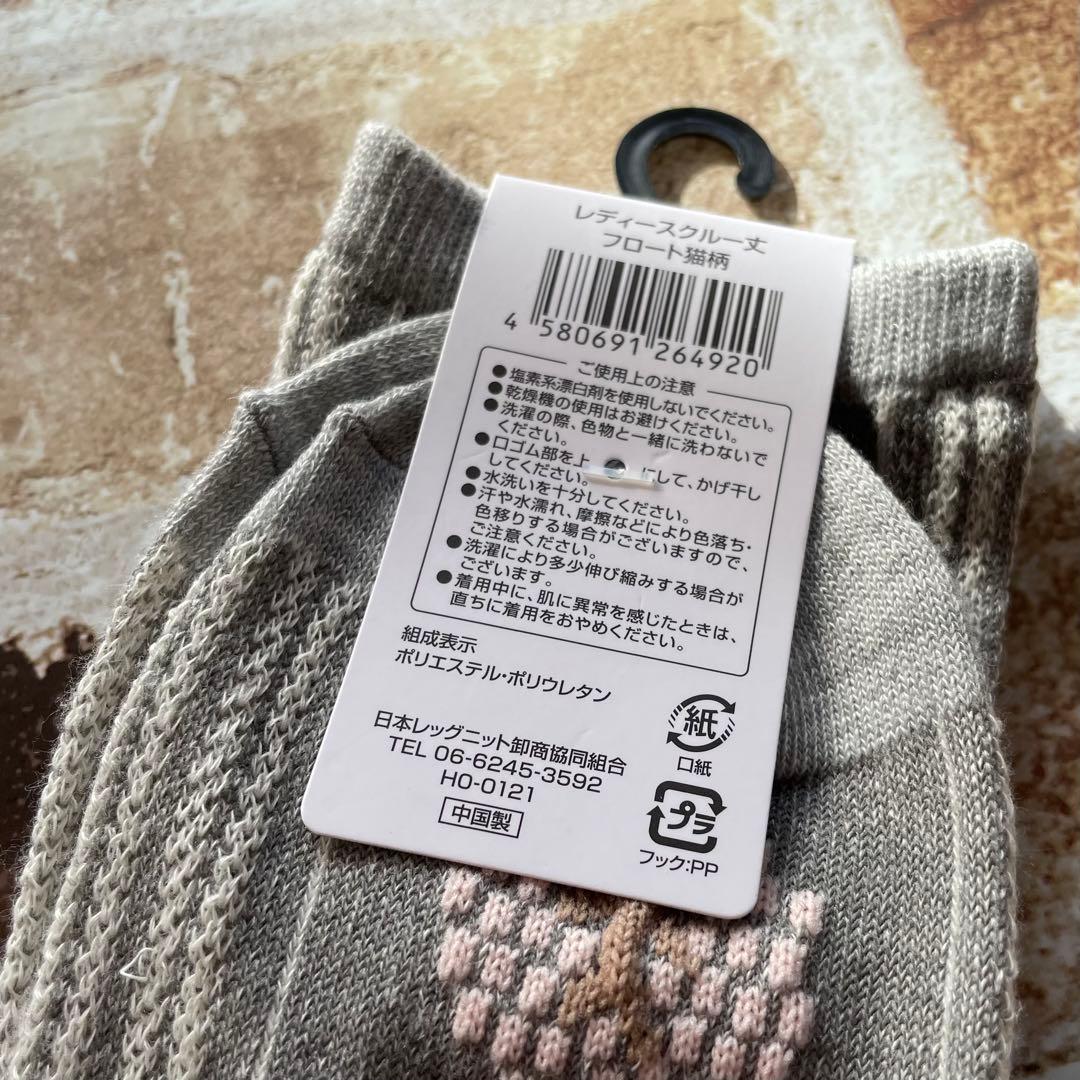 レディースクルー丈
フロート猫柄
4 580691 264920
ご使用上の注意
●塩素系漂白剤を使用しないでください。
●乾燥機の使用はお避けください。
●洗濯の際、色物と一緒に洗わないで
ください。
●口ゴム部を上 にして、かげ干し
してください。
●水洗いを十分してください。
●汗や水濡れ、摩擦などにより色落ち・
色移りする場合がございますので、
ご注意ください。
●洗濯により多少伸び縮みする場合が
ございます。
●着用中に、肌に異常を感じたときは、
直ちに着用をおやめください。
組成表示
ポリエステル・ポリウレタン
日本レッグニット卸商協同組合
TEL 06-6245-3592
HO-0121
中国製
紙
口紙
プラ
フック:PP